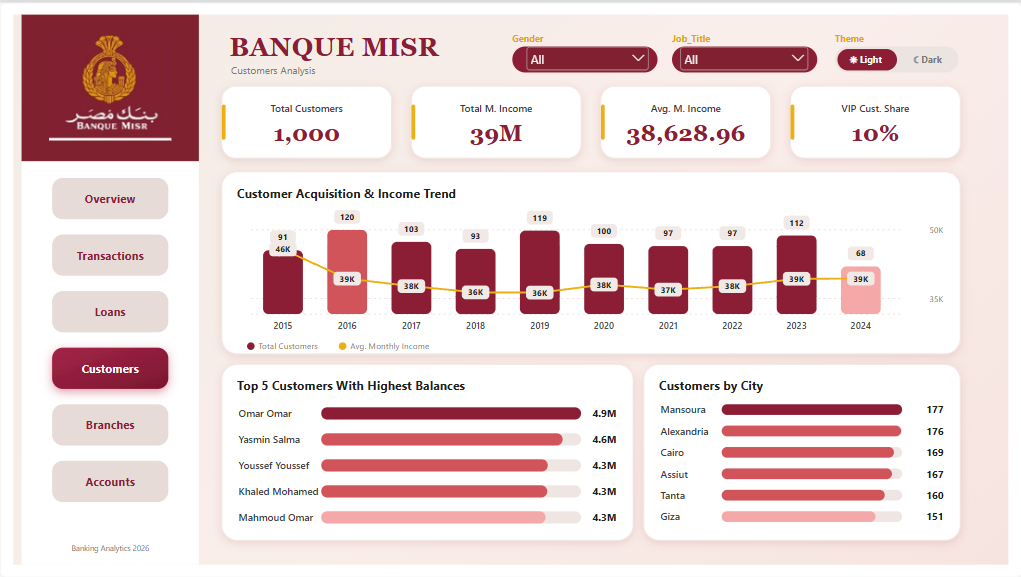 بنك مصر
BANQUE MISR
Overview
Transactions
Loans
Customers
Branches
Accounts
Banking Analytics 2026
BANQUE MISR
Customers Analysis
Gender
All
Job_Title
All
Theme
Light
Dark
Total Customers
1,000
Total M. Income
39M
Avg. M. Income
38,628.96
VIP Cust. Share
10%
Customer Acquisition & Income Trend
91 120 103 93 119 100 97 97 112 68
46K 39K 38K 36K 36K 38K 37K 38K 39K 39K
50K
35K
2015 2016 2017 2018 2019 2020 2021 2022 2023 2024
Total Customers Avg. Monthly Income
Top 5 Customers With Highest Balances
Omar Omar 4.9M
Yasmin Salma 4.6M
Youssef Youssef 4.3M
Khaled Mohamed 4.3M
Mahmoud Omar 4.3M
Customers by City
Mansoura 177
Alexandria 176
Cairo 169
Assiut 167
Tanta 160
Giza 151